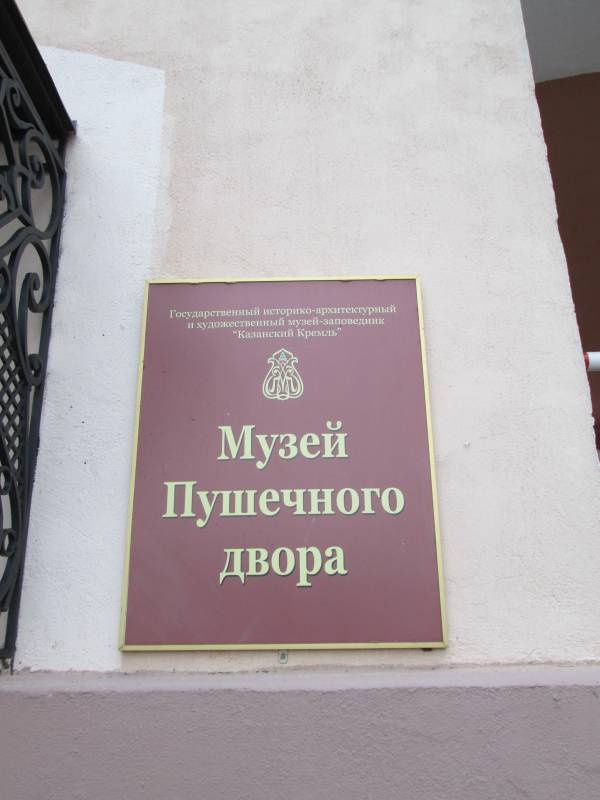 Государственный историко-архитектурный
и художественный музей-заповедник
"Казанский Кремль"
Музей
Пушечного
двора